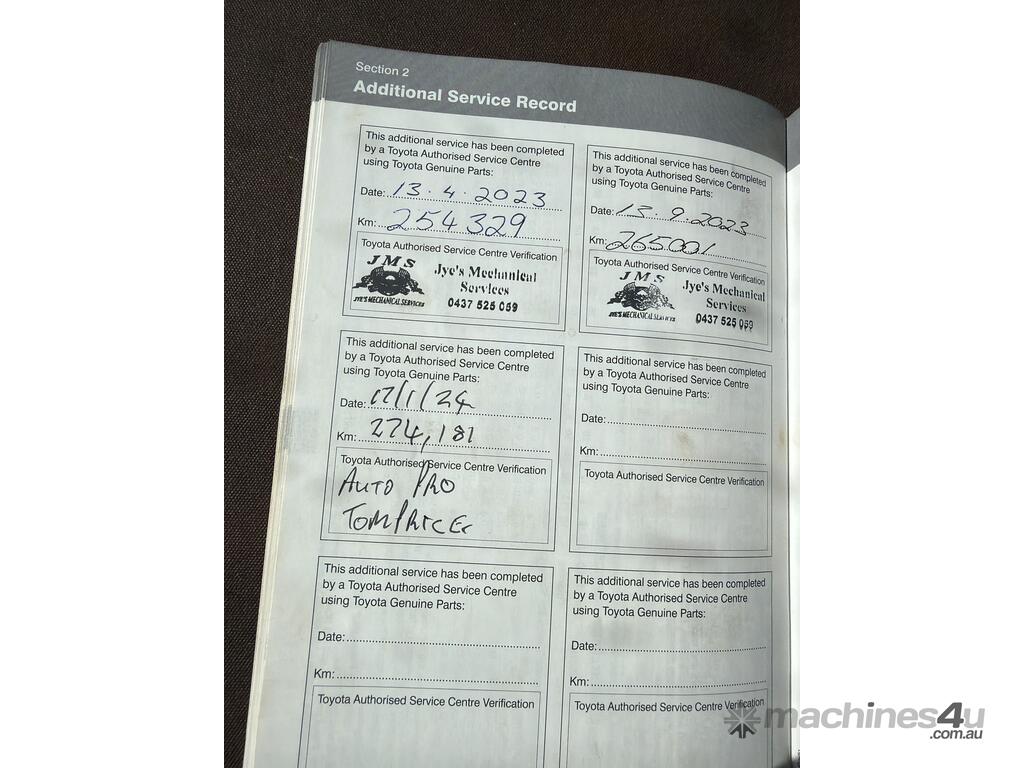 Section 2
Additional Service Record
This additional service has been completed
by a Toyota Authorised Service Centre
using Toyota Genuine Parts:
Date: 13.4.2023
Km: 254329
Toyota Authorised Service Centre Verification
JMS
JYE'S MECHANICAL SERVICES
Jye's Mechanical
Services
0437 525 059
This additional service has been completed
by a Toyota Authorised Service Centre
using Toyota Genuine Parts:
Date: 13.9.2023
Km: 265001
Toyota Authorised Service Centre Verification
JMS
JYE'S MECHANICAL SERVICES
Jye's Mechanical
Services
0437 525 059
This additional service has been completed
by a Toyota Authorised Service Centre
using Toyota Genuine Parts:
Date: 17/1/24
Km: 274,181
Toyota Authorised Service Centre Verification
AUTO PRO
TOM PRICE
This additional service has been completed
by a Toyota Authorised Service Centre
using Toyota Genuine Parts:
Date:
Km:
Toyota Authorised Service Centre Verification
This additional service has been completed
by a Toyota Authorised Service Centre
using Toyota Genuine Parts:
Date:
Km:
Toyota Authorised Service Centre Verification
This additional service has been completed
by a Toyota Authorised Service Centre
using Toyota Genuine Parts:
Date:
Km:
Toyota Authorised Service Centre Verification
machines4u
.com.au